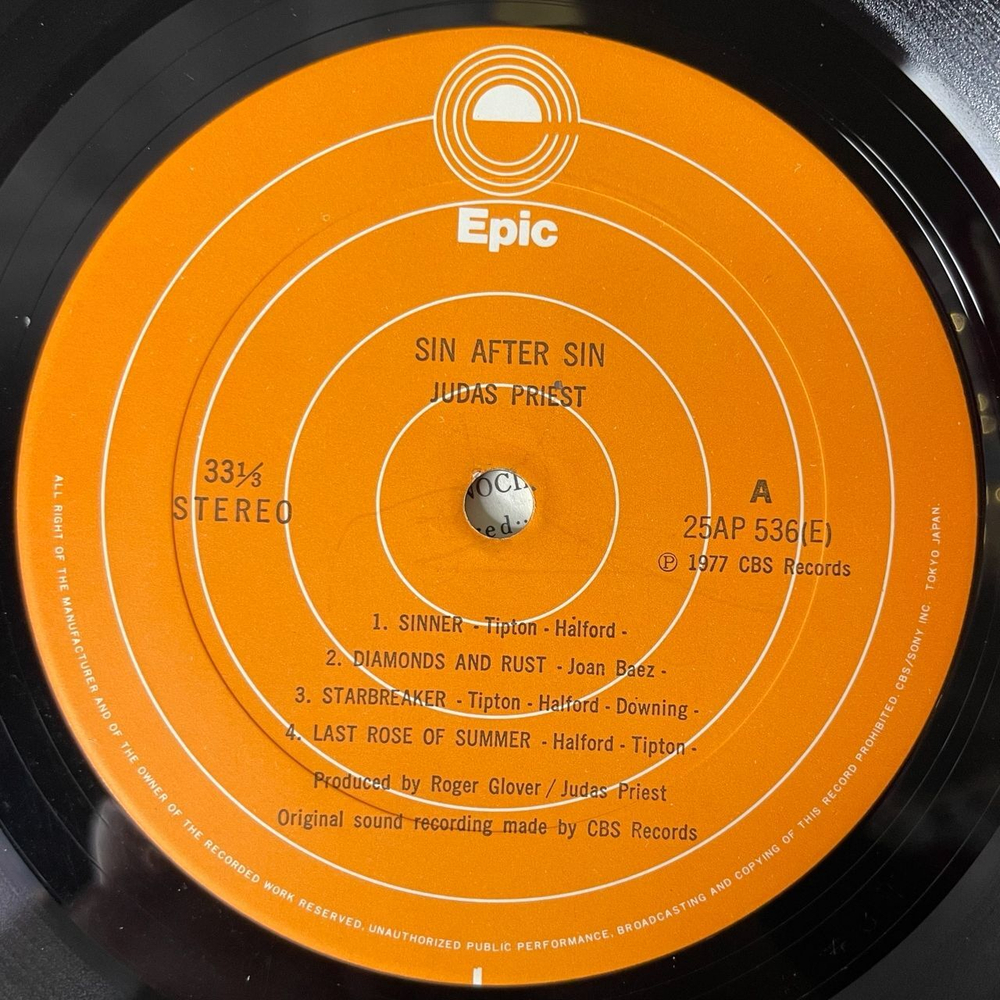 Epic
SIN AFTER SIN
JUDAS PRIEST
33⅓
STEREO
A
25AP 536(E)
Ⓟ 1977 CBS Records
1. SINNER - Tipton - Halford -
2. DIAMONDS AND RUST - Joan Baez -
3. STARBREAKER - Tipton - Halford - Downing -
4. LAST ROSE OF SUMMER - Halford - Tipton -
Produced by Roger Glover / Judas Priest
Original sound recording made by CBS Records
ALL RIGHT OF THE MANUFACTURER AND OF THE OWNER OF THE RECORDED WORK RESERVED, UNAUTHORIZED PUBLIC PERFORMANCE, BROADCASTING AND COPYING OF THIS RECORD PROHIBITED. CBS/SONY INC. TOKYO JAPAN.